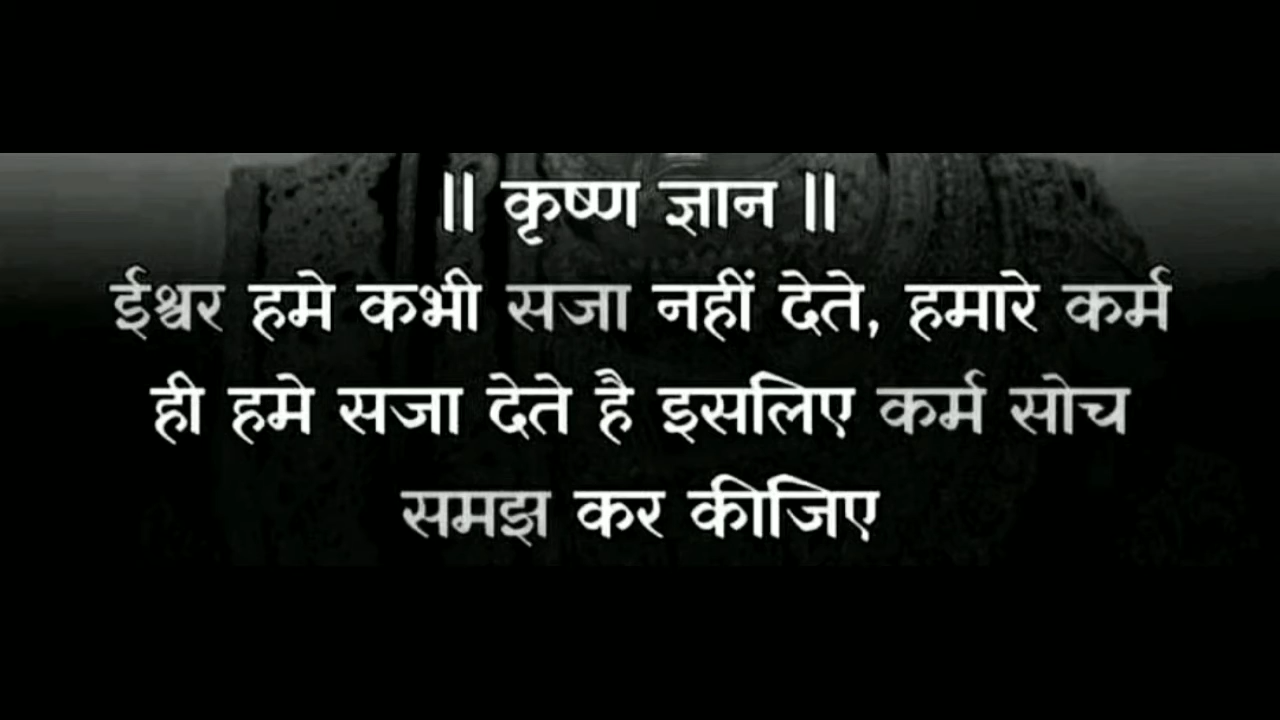 ॥ कृष्ण ज्ञान ॥
ईश्वर हमे कभी सजा नहीं देते, हमारे कर्म
ही हमे सजा देते है इसलिए कर्म सोच
समझ कर कीजिए